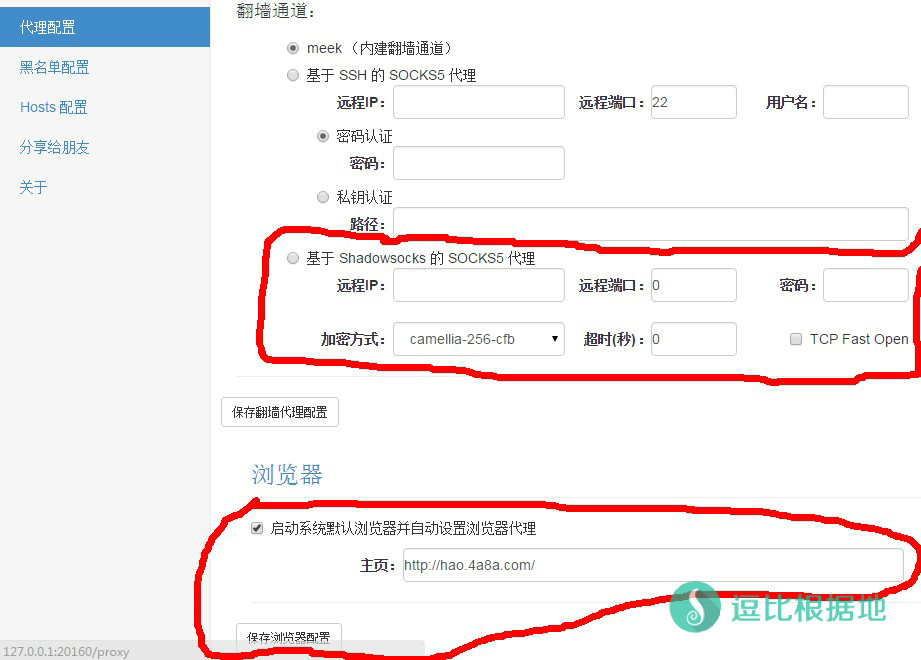 翻墙通道：
代理配置
meek （内建翻墙通道）
黑名单配置
基于 SSH 的 SOCKS5 代理
远程IP： 远程端口： 22 用户名：
Hosts 配置
密码认证
分享给朋友
密码：
关于
私钥认证
路径：
基于 Shadowsocks 的 SOCKS5 代理
远程IP： 远程端口： 0 密码：
加密方式： camellia-256-cfb 超时(秒)： 0 TCP Fast Open
保存翻墙代理配置
浏览器
启动系统默认浏览器并自动设置浏览器代理
主页： http://hao.4a8a.com/
逗比根据地
保存浏览器配置
127.0.0.1:20160/proxy